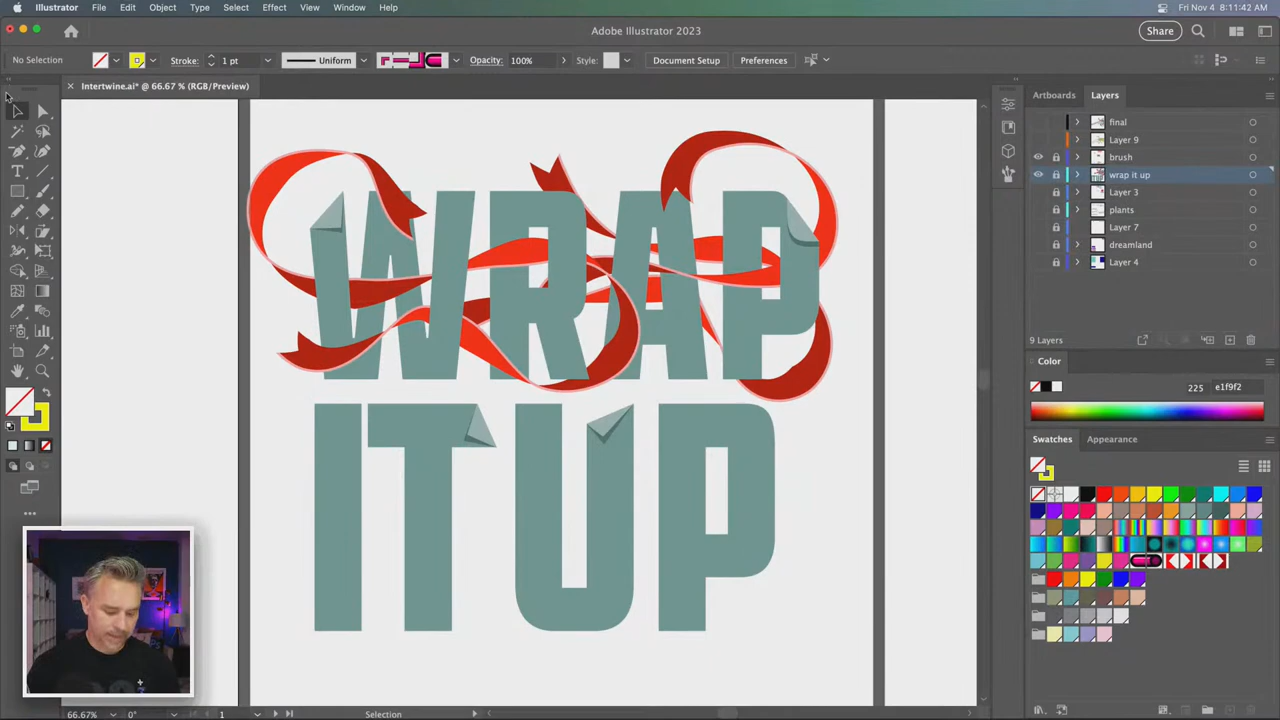 Illustrator File Edit Object Type Select Effect View Window Help
Fri Nov 4 8:11:42 AM
Adobe Illustrator 2023
Share
No Selection
Stroke:
1 pt
Uniform
Opacity:
100%
Style:
Document Setup
Preferences
Intertwine.ai* @ 66.67 % (RGB/Preview)
Artboards
Layers
final
Layer 9
brush
wrap it up
Layer 3
plants
Layer 7
dreamland
Layer 4
WRAP
IT UP
9 Layers
Color
225
e1f9f2
Swatches
Appearance
66.67%
0°
1
Selection